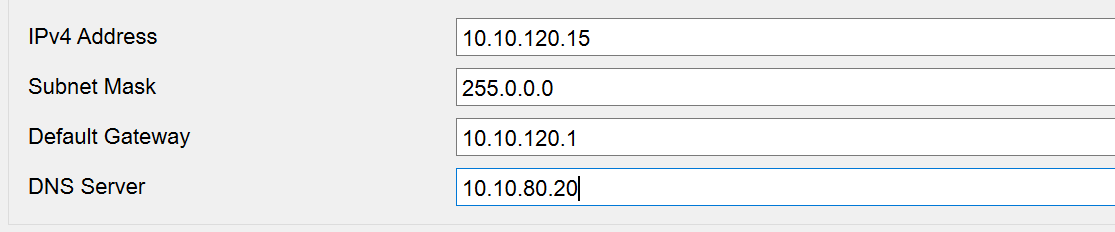 IPv4 Address 10.10.120.15
Subnet Mask 255.0.0.0
Default Gateway 10.10.120.1
DNS Server 10.10.80.20